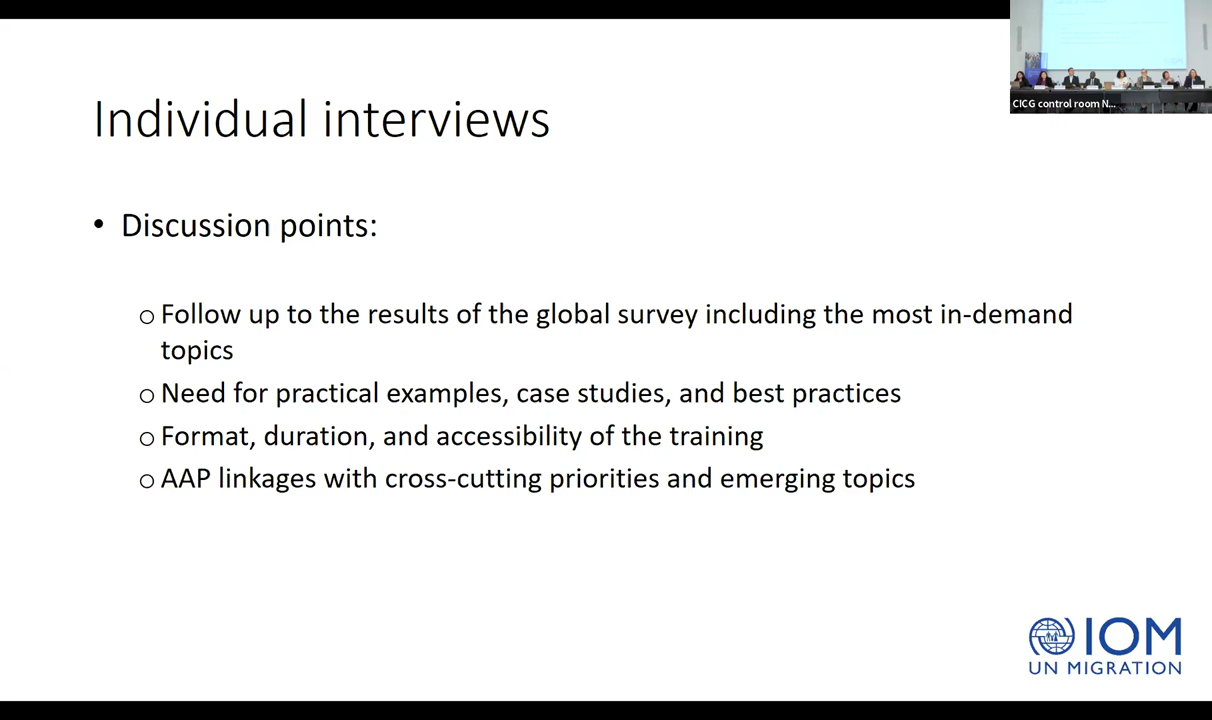 Individual interviews
• Discussion points:
o Follow up to the results of the global survey including the most in-demand
topics
o Need for practical examples, case studies, and best practices
o Format, duration, and accessibility of the training
o AAP linkages with cross-cutting priorities and emerging topics
CICG control room N...
IOM
UN MIGRATION